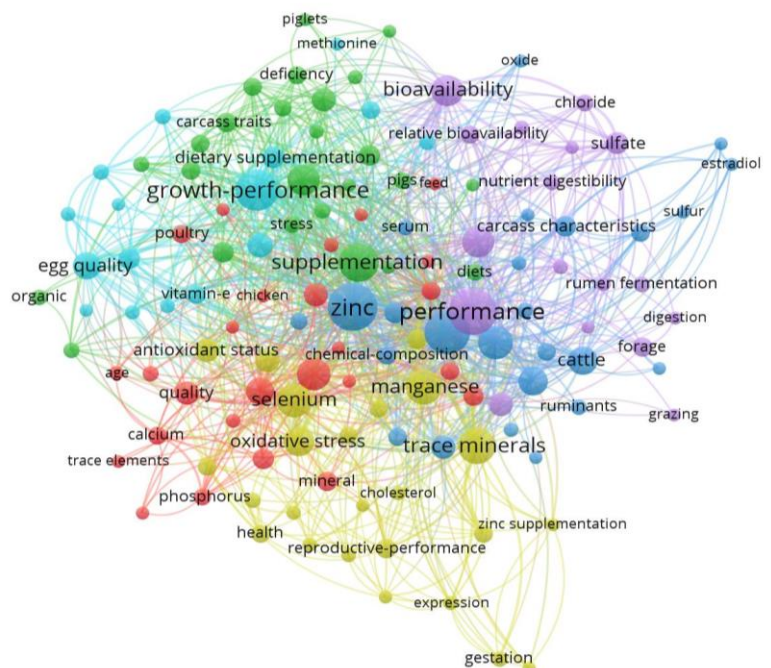 piglets
methionine
oxide
deficiency
bioavailability
chloride
carcass traits
relative bioavailability
sulfate
dietary supplementation
estradiol
growth-performance
pigs
feed
nutrient digestibility
sulfur
stress
serum
carcass characteristics
poultry
egg quality
supplementation
diets
rumen fermentation
organic
vitamin-e
chicken
zinc
performance
digestion
antioxidant status
chemical-composition
cattle
forage
age
quality
selenium
manganese
ruminants
grazing
calcium
oxidative stress
trace minerals
trace elements
phosphorus
mineral
cholesterol
zinc supplementation
health
reproductive-performance
expression
gestation